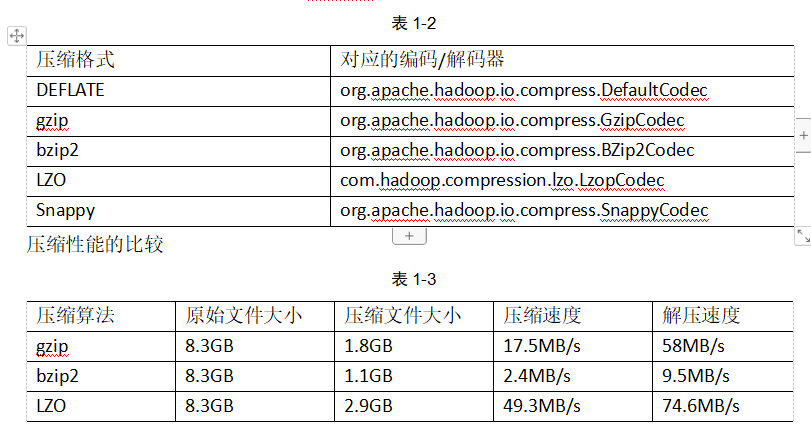 表 1-2
压缩格式 对应的编码/解码器
DEFLATE org.apache.hadoop.io.compress.DefaultCodec
gzip org.apache.hadoop.io.compress.GzipCodec
bzip2 org.apache.hadoop.io.compress.BZip2Codec
LZO com.hadoop.compression.lzo.LzopCodec
Snappy org.apache.hadoop.io.compress.SnappyCodec
压缩性能的比较
表 1-3
压缩算法 原始文件大小 压缩文件大小 压缩速度 解压速度
gzip 8.3GB 1.8GB 17.5MB/s 58MB/s
bzip2 8.3GB 1.1GB 2.4MB/s 9.5MB/s
LZO 8.3GB 2.9GB 49.3MB/s 74.6MB/s